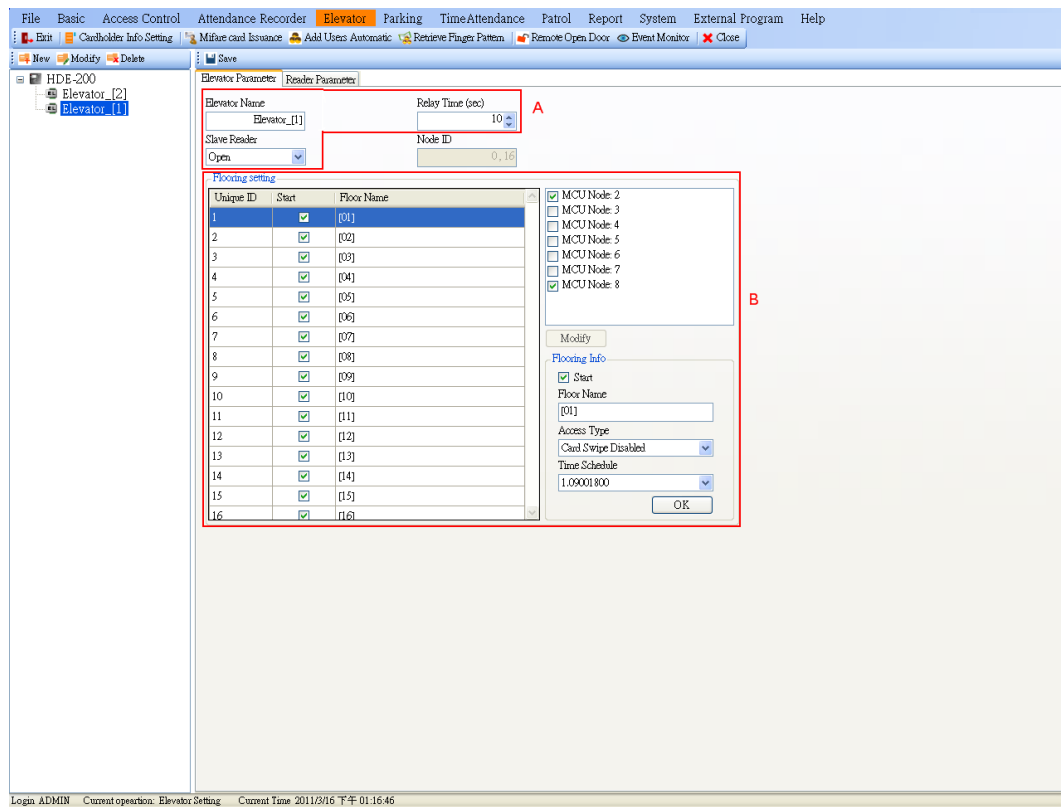 File Basic Access Control Attendance Recorder Elevator Parking TimeAttendance Patrol Report System External Program Help
Exit Cardholder Info Setting Mifare card Issuance Add Users Automatic Retrieve Finger Pattern Remote Open Door Event Monitor Close
New Modify Delete Save
HDE-200
Elevator_[2]
Elevator_[1]
Elevator Parameter Reader Parameter
Elevator Name Relay Time (sec)
Elevator_[1] 10
A
Slave Reader Node ID
Open 0,16
Flooring setting
Unique ID Start Floor Name
1 [01]
2 [02]
3 [03]
4 [04]
5 [05]
6 [06]
7 [07]
8 [08]
9 [09]
10 [10]
11 [11]
12 [12]
13 [13]
14 [14]
15 [15]
16 [16]
MCU Node: 2
MCU Node: 3
MCU Node: 4
MCU Node: 5
MCU Node: 6
MCU Node: 7
MCU Node: 8
B
Modify
Flooring Info
Start
Floor Name
[01]
Access Type
Card Swipe Disabled
Time Schedule
1.09001800
OK
Login ADMIN Current opeartion: Elevator Setting Current Time 2011/3/16 下午 01:16:46